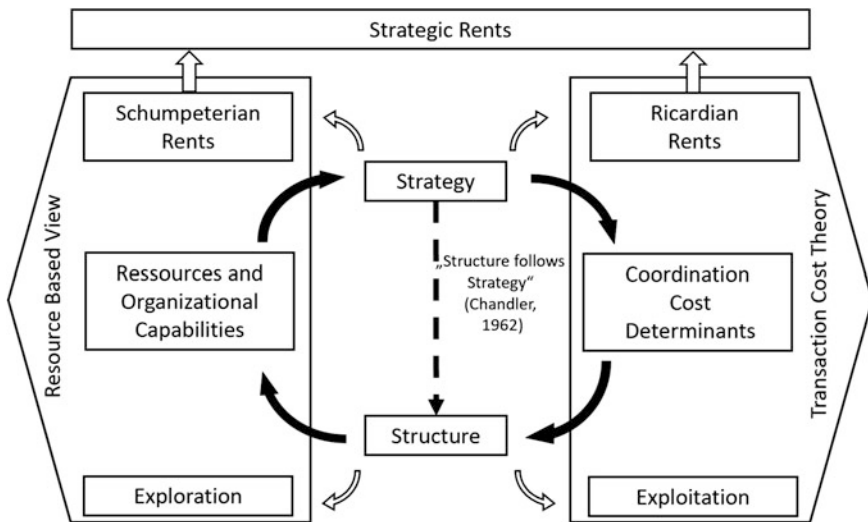 Strategic Rents
Schumpeterian
Rents
Ricardian
Rents
Strategy
Resource Based View
Ressources and
Organizational
Capabilities
„Structure follows
Strategy“
(Chandler,
1962)
Coordination
Cost
Determinants
Transaction Cost Theory
Structure
Exploration
Exploitation